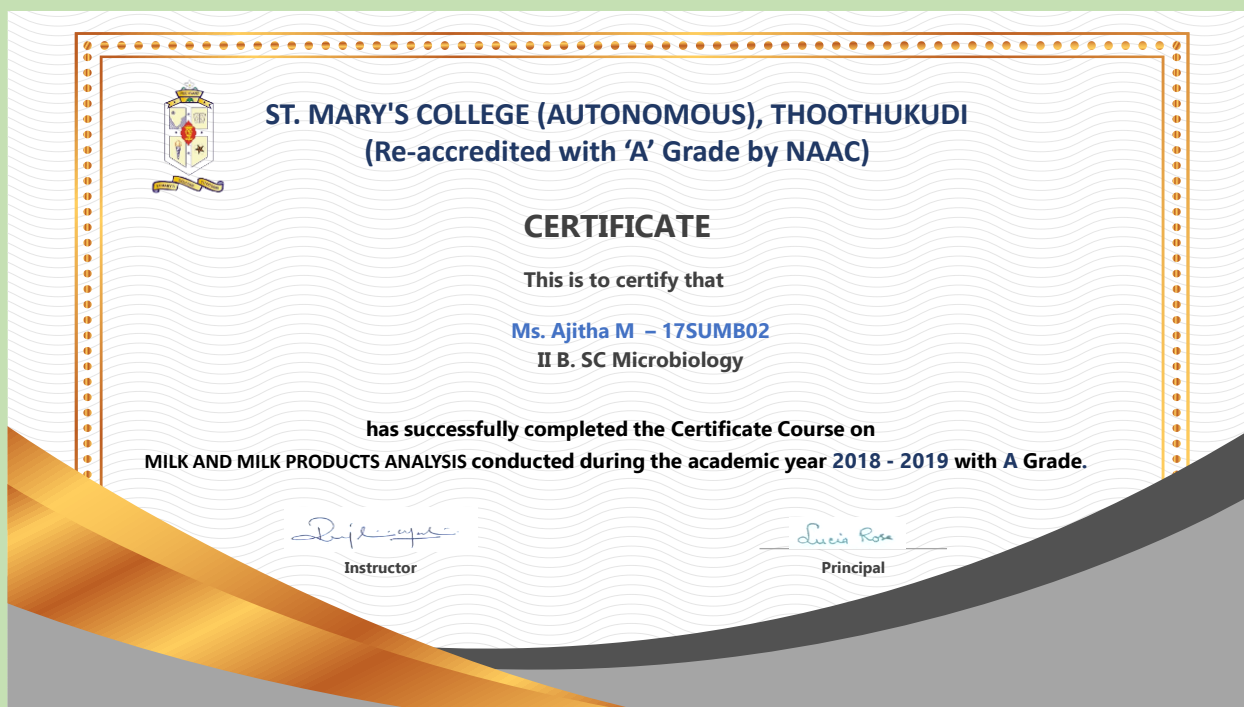 ST. MARY'S COLLEGE (AUTONOMOUS), THOOTHUKUDI
(Re-accredited with ‘A’ Grade by NAAC)
CERTIFICATE
This is to certify that
Ms. Ajitha M – 17SUMB02
II B. SC Microbiology
has successfully completed the Certificate Course on
MILK AND MILK PRODUCTS ANALYSIS conducted during the academic year 2018 - 2019 with A Grade.
Lucia Rose
Instructor
Principal